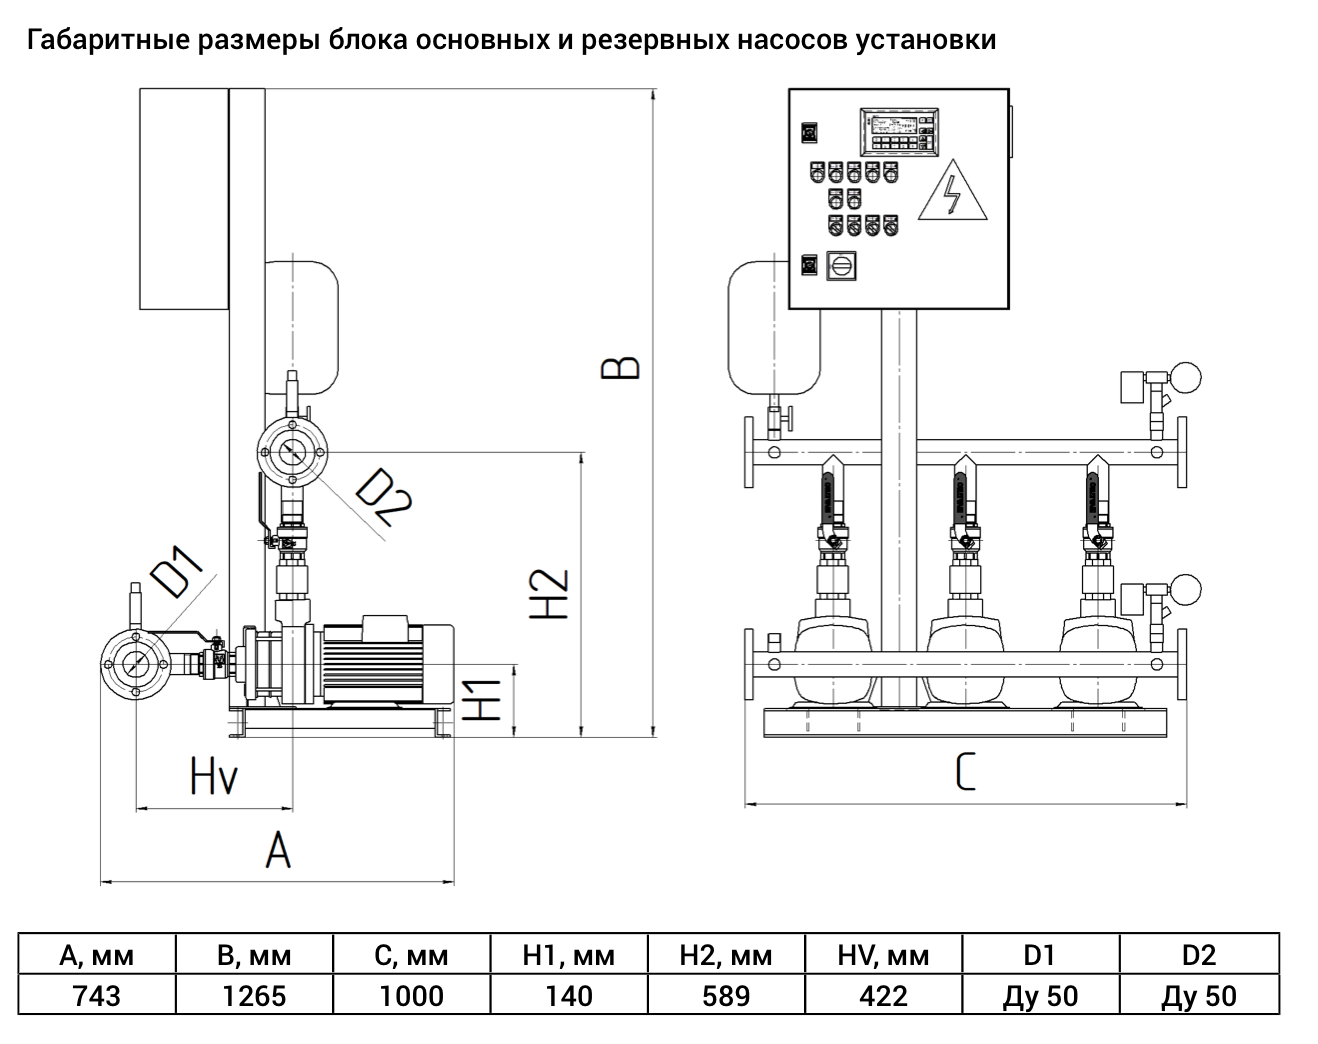 Габаритные размеры блока основных и резервных насосов установки
B
D2
D1
H2
H1
Hv
A
C
A, мм B, мм C, мм H1, мм H2, мм HV, мм D1 D2
743 1265 1000 140 589 422 Ду 50 Ду 50